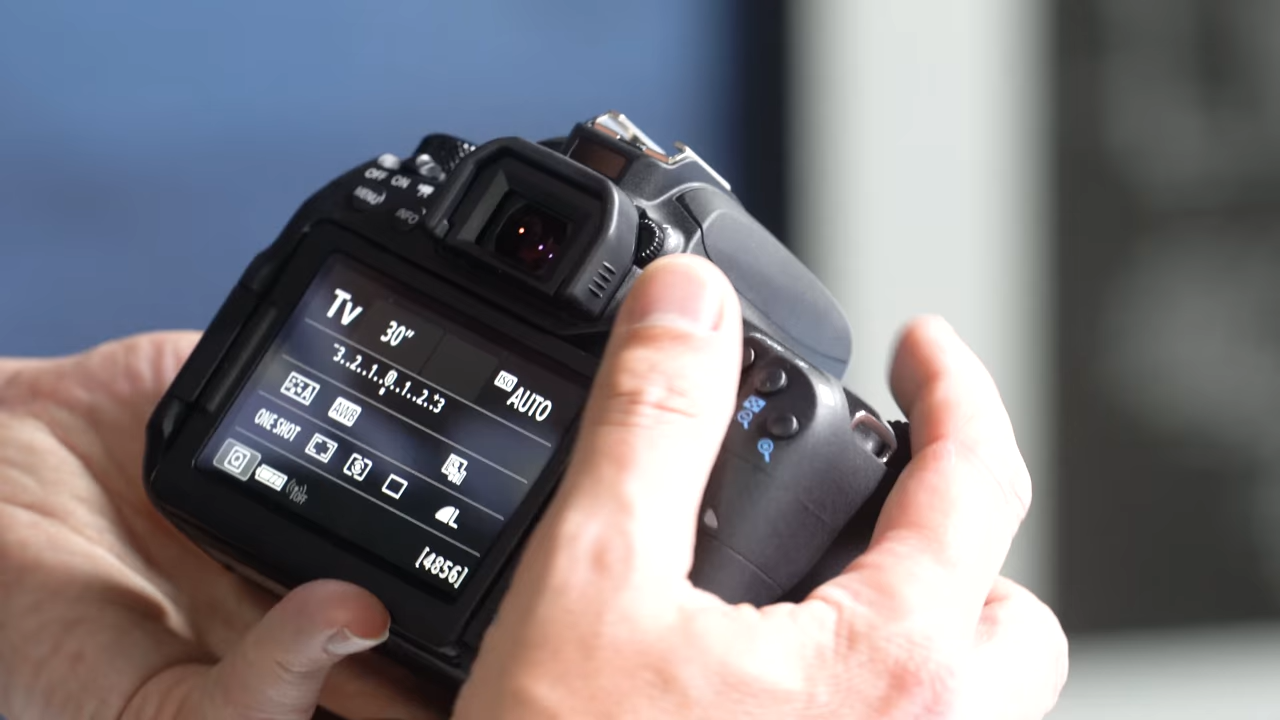 OFF ON
MENU INFO
Tv 30"
ISO AUTO
-3..2..1..0..1..2..+3
A AWB
ONE SHOT
S
Q OFF
L
[4856]